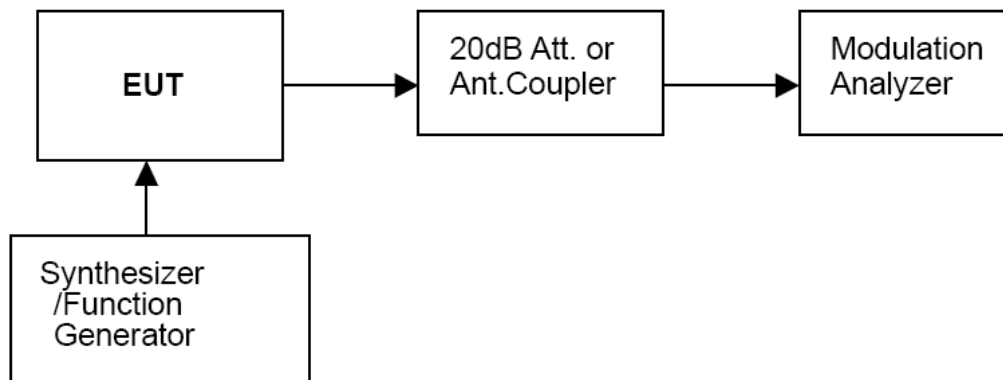 EUT
20dB Att. or
Ant.Coupler
Modulation
Analyzer
Synthesizer
/Function
Generator